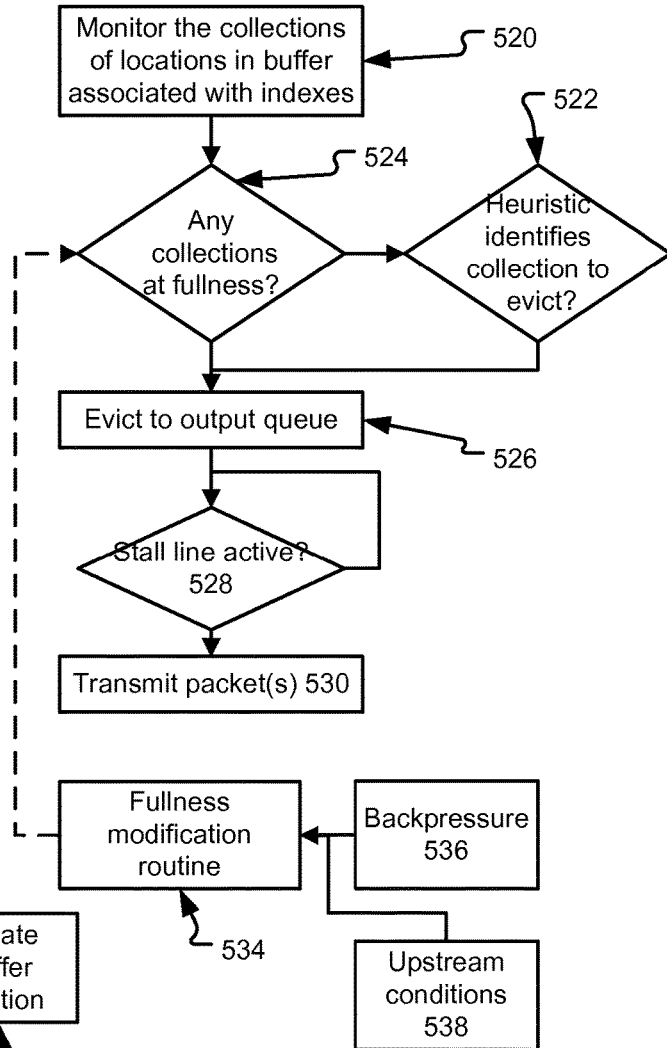 Monitor the collections
of locations in buffer
associated with indexes
520
522
524
Any
collections
at fullness?
Heuristic
identifies
collection to
evict?
Evict to output queue
526
Stall line active?
528
Transmit packet(s) 530
Fullness
modification
routine
534
Backpressure
536
Upstream
conditions
538